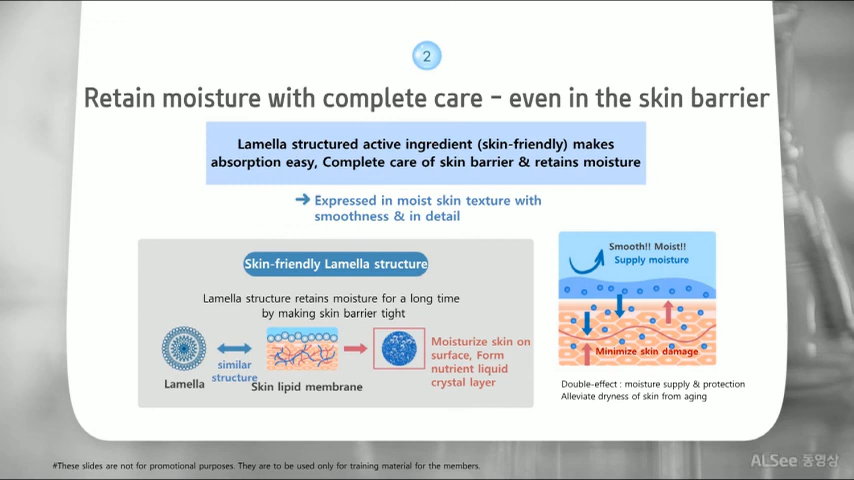 2
Retain moisture with complete care - even in the skin barrier
Lamella structured active ingredient (skin-friendly) makes
absorption easy, Complete care of skin barrier & retains moisture
➔ Expressed in moist skin texture with
smoothness & in detail
Skin-friendly Lamella structure
Lamella structure retains moisture for a long time
by making skin barrier tight
Lamella
similar
structure
Skin lipid membrane
Moisturize skin on
surface, Form
nutrient liquid
crystal layer
Smooth!! Moist!!
Supply moisture
Minimize skin damage
Double-effect : moisture supply & protection
Alleviate dryness of skin from aging
#These slides are not for promotional purposes. They are to be used only for training material for the members.
ALSee 동영상